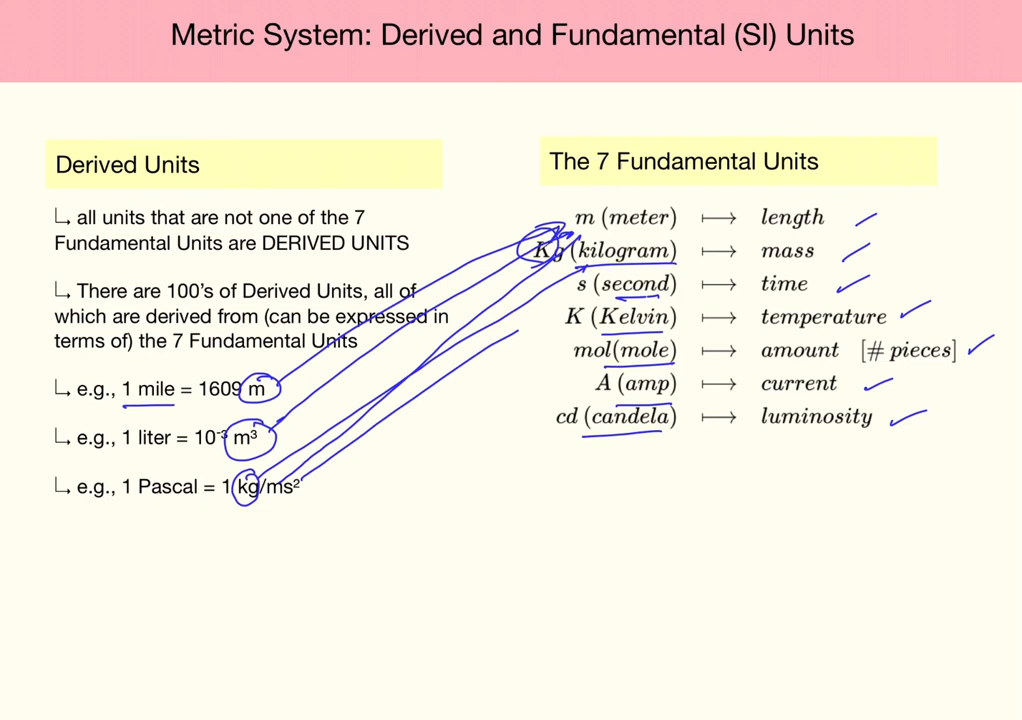 Metric System: Derived and Fundamental (SI) Units
Derived Units
↳ all units that are not one of the 7
Fundamental Units are DERIVED UNITS
↳ There are 100's of Derived Units, all of
which are derived from (can be expressed in
terms of) the 7 Fundamental Units
↳ e.g., 1 mile = 1609 m
↳ e.g., 1 liter = 10⁻³ m³
↳ e.g., 1 Pascal = 1 kg/ms²
The 7 Fundamental Units
m (meter) ⟼ length
Kg (kilogram) ⟼ mass
s (second) ⟼ time
K (Kelvin) ⟼ temperature
mol(mole) ⟼ amount [# pieces]
A (amp) ⟼ current
cd (candela) ⟼ luminosity